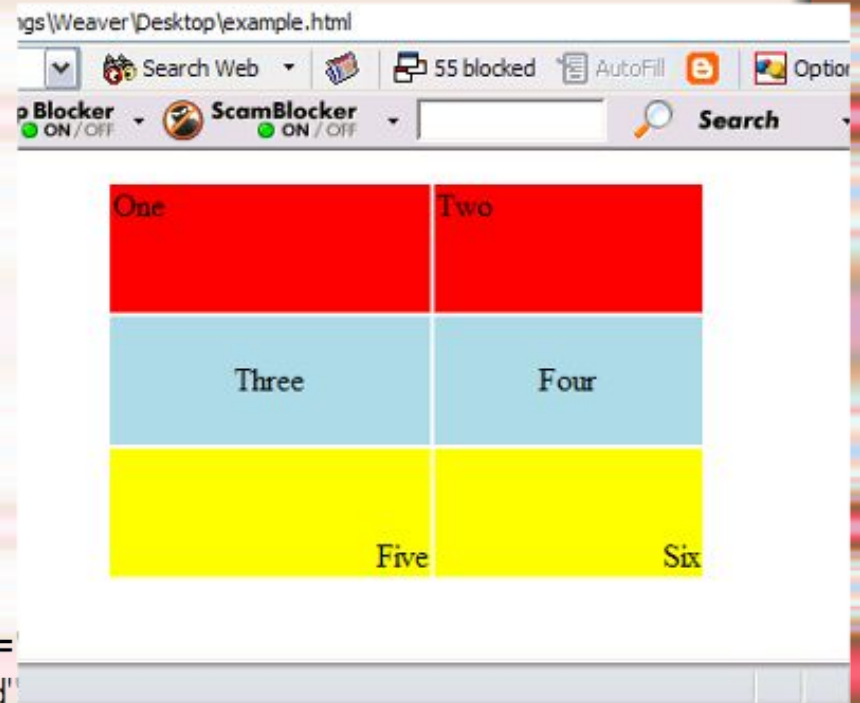 ngs\Weaver\Desktop\example.html
Search Web 55 blocked AutoFill Option
p Blocker ON/OFF ScamBlocker ON/OFF Search
One Two
Three Four
Five Six
=
d"